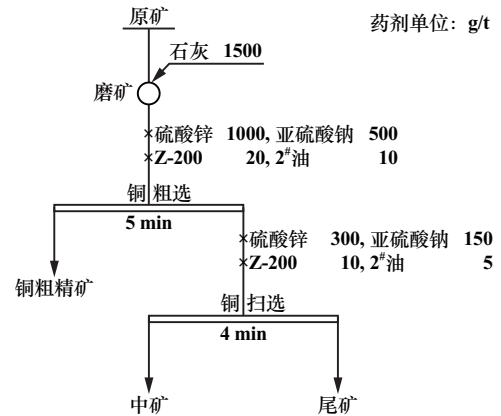 原矿
药剂单位：g/t
石灰 1500
磨矿
硫酸锌 1000, 亚硫酸钠 500
Z-200 20, 2#油 10
铜 粗选
5 min
硫酸锌 300, 亚硫酸钠 150
Z-200 10, 2#油 5
铜粗精矿
铜 扫选
4 min
中矿
尾矿